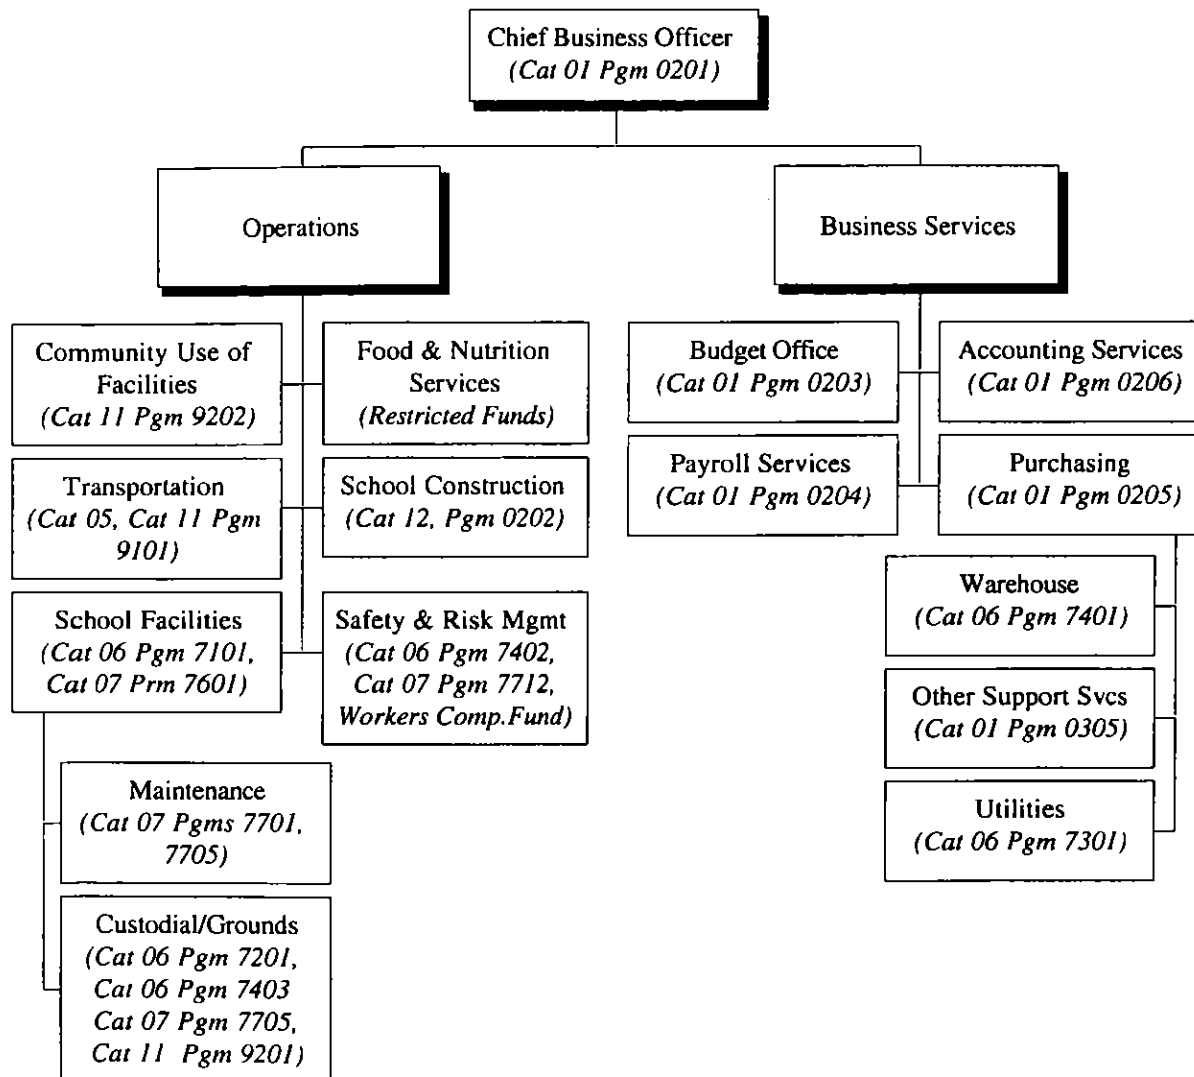 Chief Business Officer
(Cat 01 Pgm 0201)
Operations
Business Services
Community Use of
Facilities
(Cat 11 Pgm 9202)
Food & Nutrition
Services
(Restricted Funds)
Budget Office
(Cat 01 Pgm 0203)
Accounting Services
(Cat 01 Pgm 0206)
Transportation
(Cat 05, Cat 11 Pgm
9101)
School Construction
(Cat 12, Pgm 0202)
Payroll Services
(Cat 01 Pgm 0204)
Purchasing
(Cat 01 Pgm 0205)
School Facilities
(Cat 06 Pgm 7101,
Cat 07 Prm 7601)
Safety & Risk Mgmt
(Cat 06 Pgm 7402,
Cat 07 Pgm 7712,
Workers Comp.Fund)
Warehouse
(Cat 06 Pgm 7401)
Other Support Svcs
(Cat 01 Pgm 0305)
Utilities
(Cat 06 Pgm 7301)
Maintenance
(Cat 07 Pgms 7701,
7705)
Custodial/Grounds
(Cat 06 Pgm 7201,
Cat 06 Pgm 7403
Cat 07 Pgm 7705,
Cat 11 Pgm 9201)